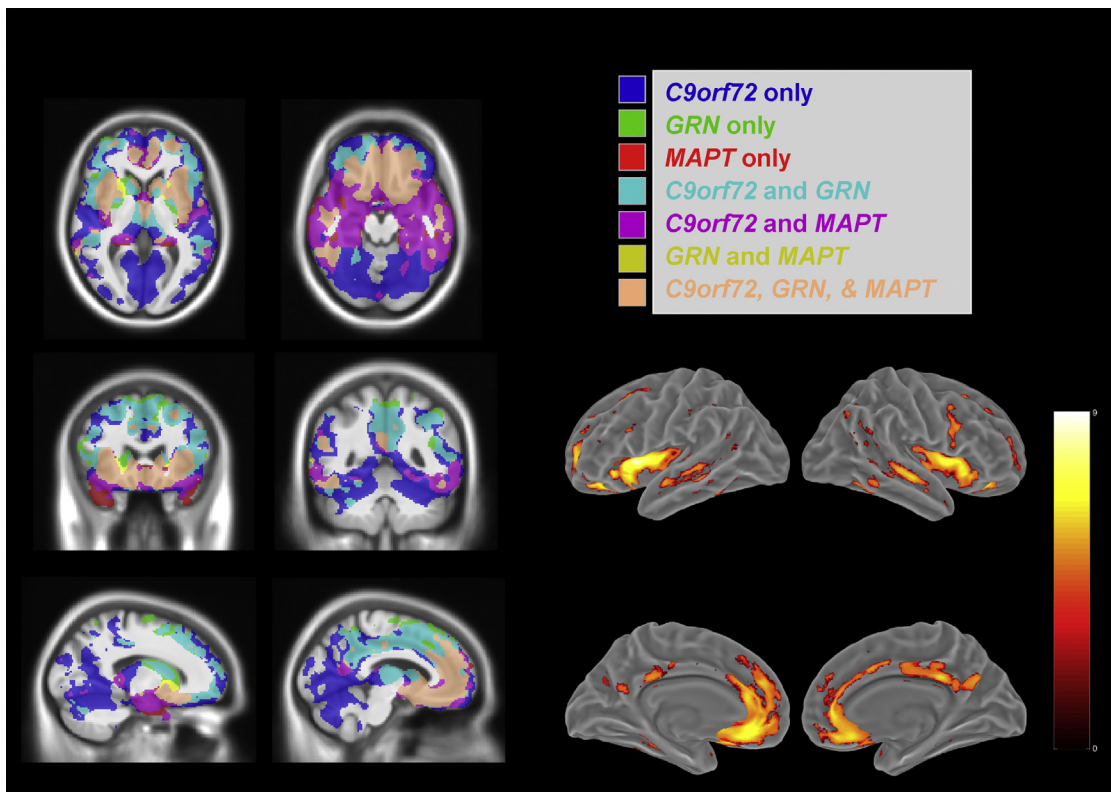 C9orf72 only
GRN only
MAPT only
C9orf72 and GRN
C9orf72 and MAPT
GRN and MAPT
C9orf72, GRN, & MAPT
9
0